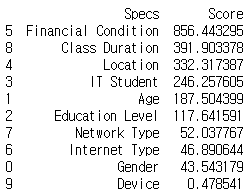 Specs Score
5 Financial Condition 856.443295
8 Class Duration 391.903378
4 Location 332.317387
3 IT Student 246.257605
1 Age 187.504399
2 Education Level 117.641591
7 Network Type 52.037767
6 Internet Type 46.890644
0 Gender 43.543179
9 Device 0.478541